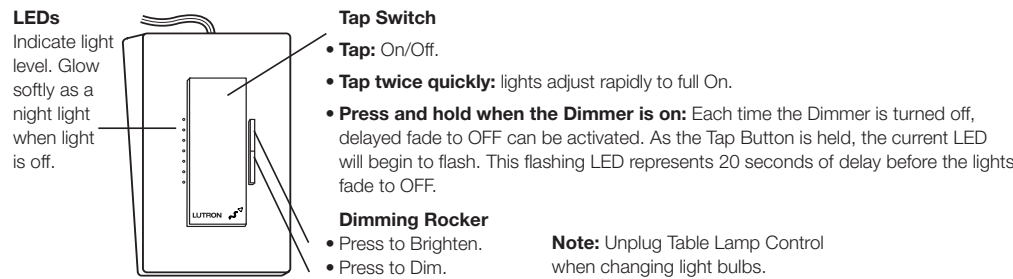 LEDs
Indicate light
level. Glow
softly as a
night light
when light
is off.
LUTRON
Tap Switch
• Tap: On/Off.
• Tap twice quickly: lights adjust rapidly to full On.
• Press and hold when the Dimmer is on: Each time the Dimmer is turned off,
delayed fade to OFF can be activated. As the Tap Button is held, the current LED
will begin to flash. This flashing LED represents 20 seconds of delay before the lights
fade to OFF.
Dimming Rocker
• Press to Brighten.
• Press to Dim.
Note: Unplug Table Lamp Control
when changing light bulbs.